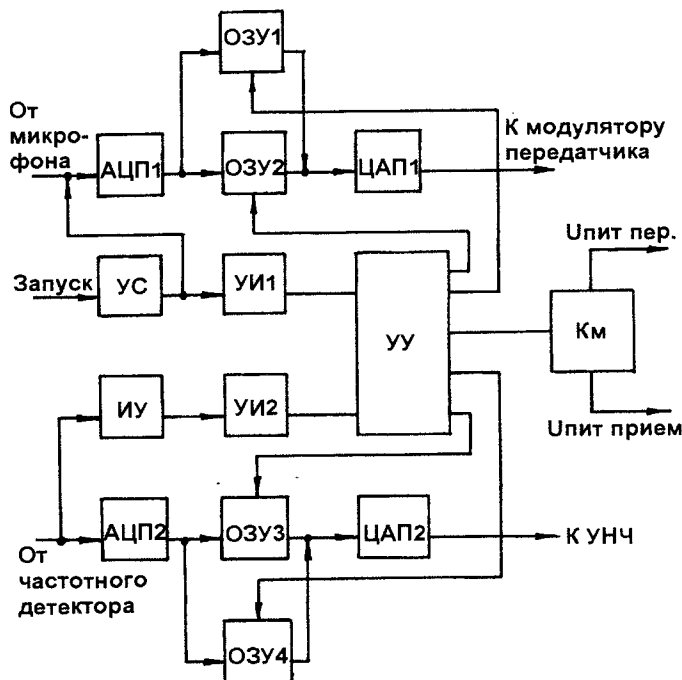 ОЗУ1
От
микро-
фона
АЦП1
ОЗУ2
ЦАП1
К модулятору
передатчика
Запуск
УС
УИ1
УУ
Uпит пер.
Км
Uпит прием
ИУ
УИ2
АЦП2
ОЗУ3
ЦАП2
К УНЧ
От
частотного
детектора
ОЗУ4